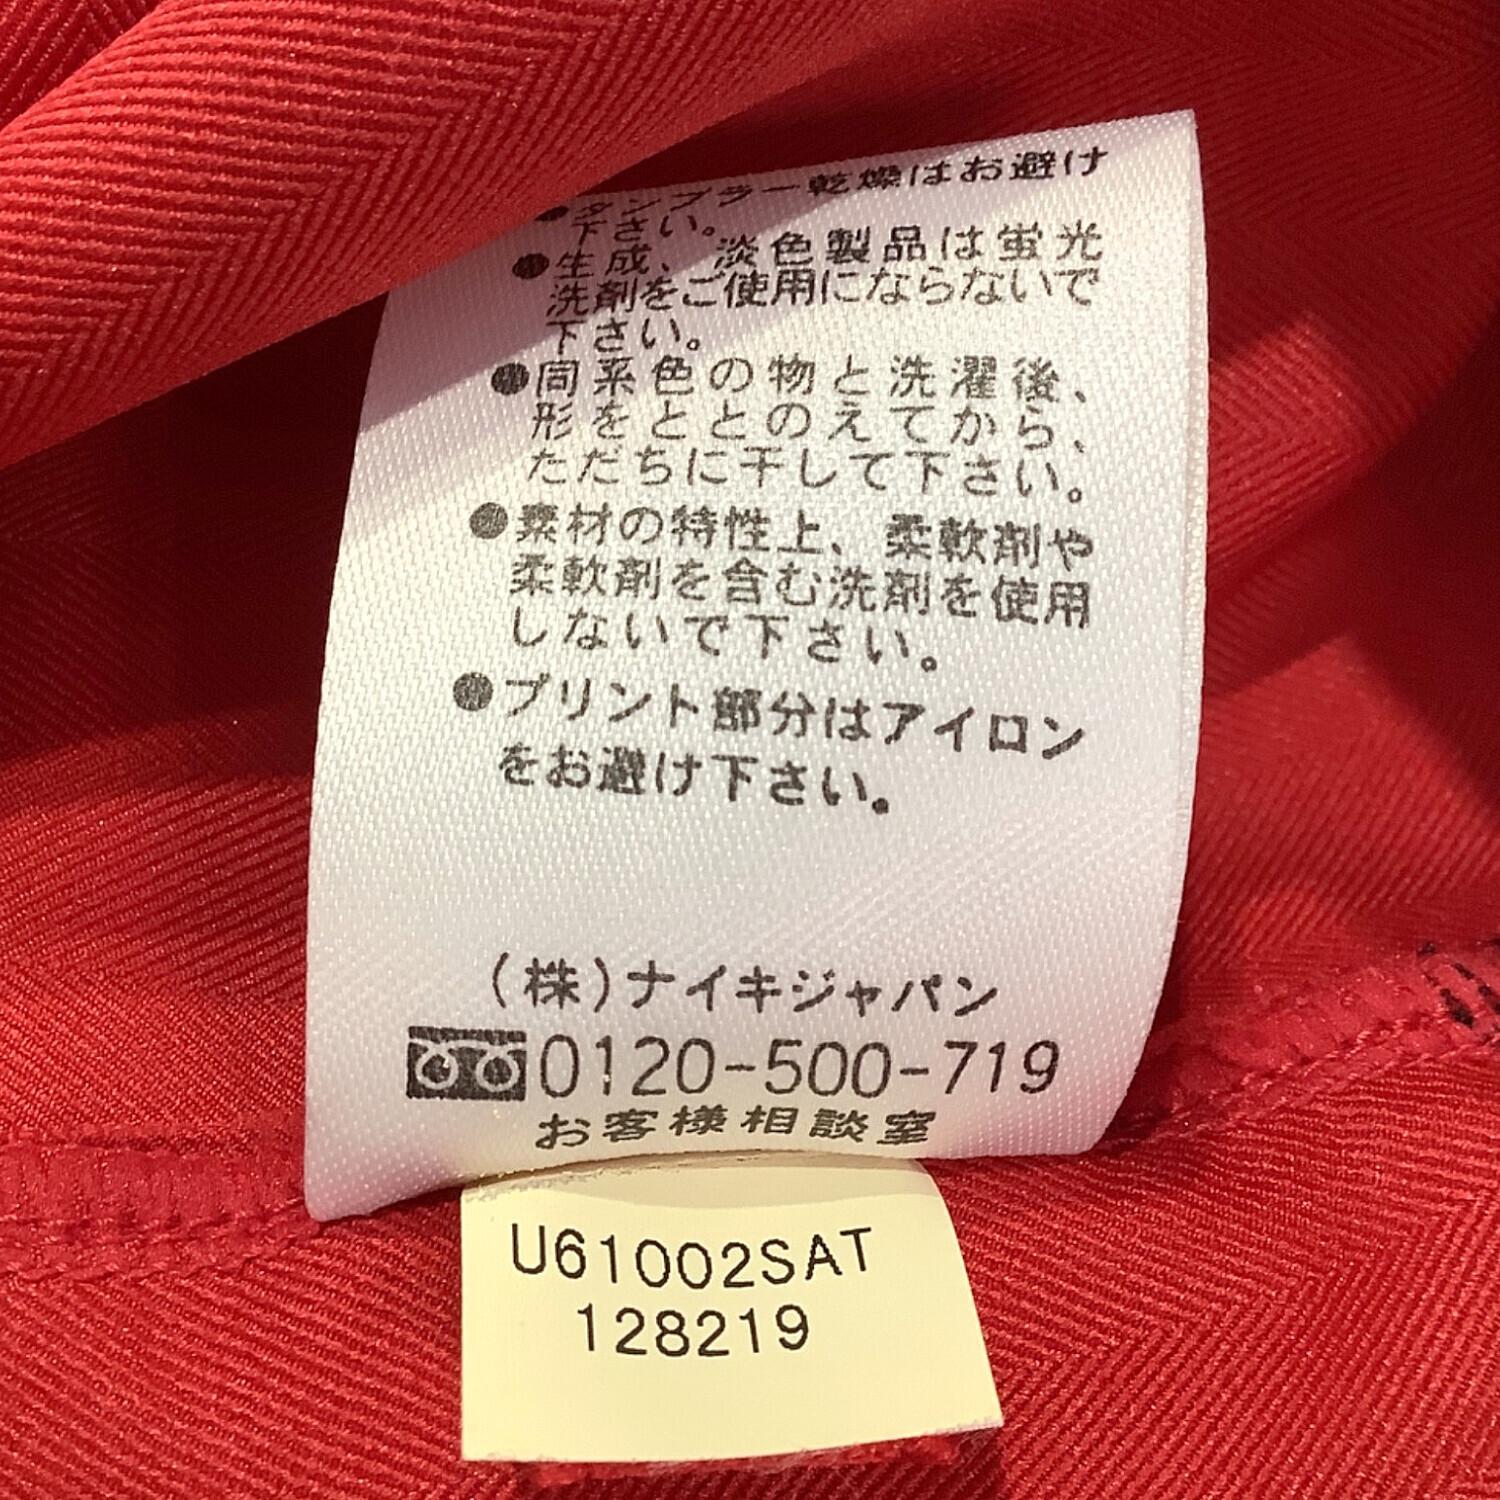 ●タンブラー乾燥はお避け
下さい。
●生成、淡色製品は蛍光
洗剤をご使用にならないで
下さい。
●同系色の物と洗濯後、
形をととのえてから、
ただちに干して下さい。
●素材の特性上、柔軟剤や
柔軟剤を含む洗剤を使用
しないで下さい。
●プリント部分はアイロン
をお避け下さい。
(株)ナイキジャパン
0120-500-719
お客様相談室
U61002SAT
128219